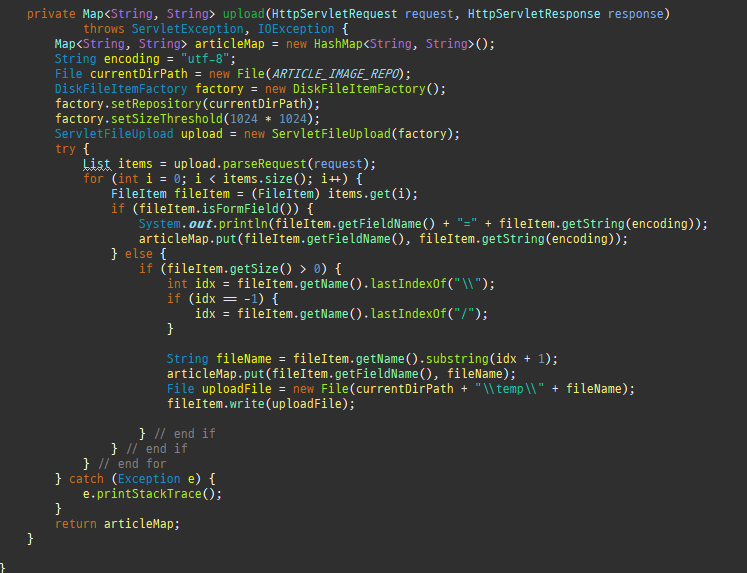 private Map<String, String> upload(HttpServletRequest request, HttpServletResponse response)
throws ServletException, IOException {
Map<String, String> articleMap = new HashMap<String, String>();
String encoding = "utf-8";
File currentDirPath = new File(ARTICLE_IMAGE_REPO);
DiskFileItemFactory factory = new DiskFileItemFactory();
factory.setRepository(currentDirPath);
factory.setSizeThreshold(1024 * 1024);
ServletFileUpload upload = new ServletFileUpload(factory);
try {
List items = upload.parseRequest(request);
for (int i = 0; i < items.size(); i++) {
FileItem fileItem = (FileItem) items.get(i);
if (fileItem.isFormField()) {
System.out.println(fileItem.getFieldName() + "=" + fileItem.getString(encoding));
articleMap.put(fileItem.getFieldName(), fileItem.getString(encoding));
} else {
if (fileItem.getSize() > 0) {
int idx = fileItem.getName().lastIndexOf("\\");
if (idx == -1) {
idx = fileItem.getName().lastIndexOf("/");
}
String fileName = fileItem.getName().substring(idx + 1);
articleMap.put(fileItem.getFieldName(), fileName);
File uploadFile = new File(currentDirPath + "\\temp\\" + fileName);
fileItem.write(uploadFile);
} // end if
} // end if
} // end for
} catch (Exception e) {
e.printStackTrace();
}
return articleMap;
}
}